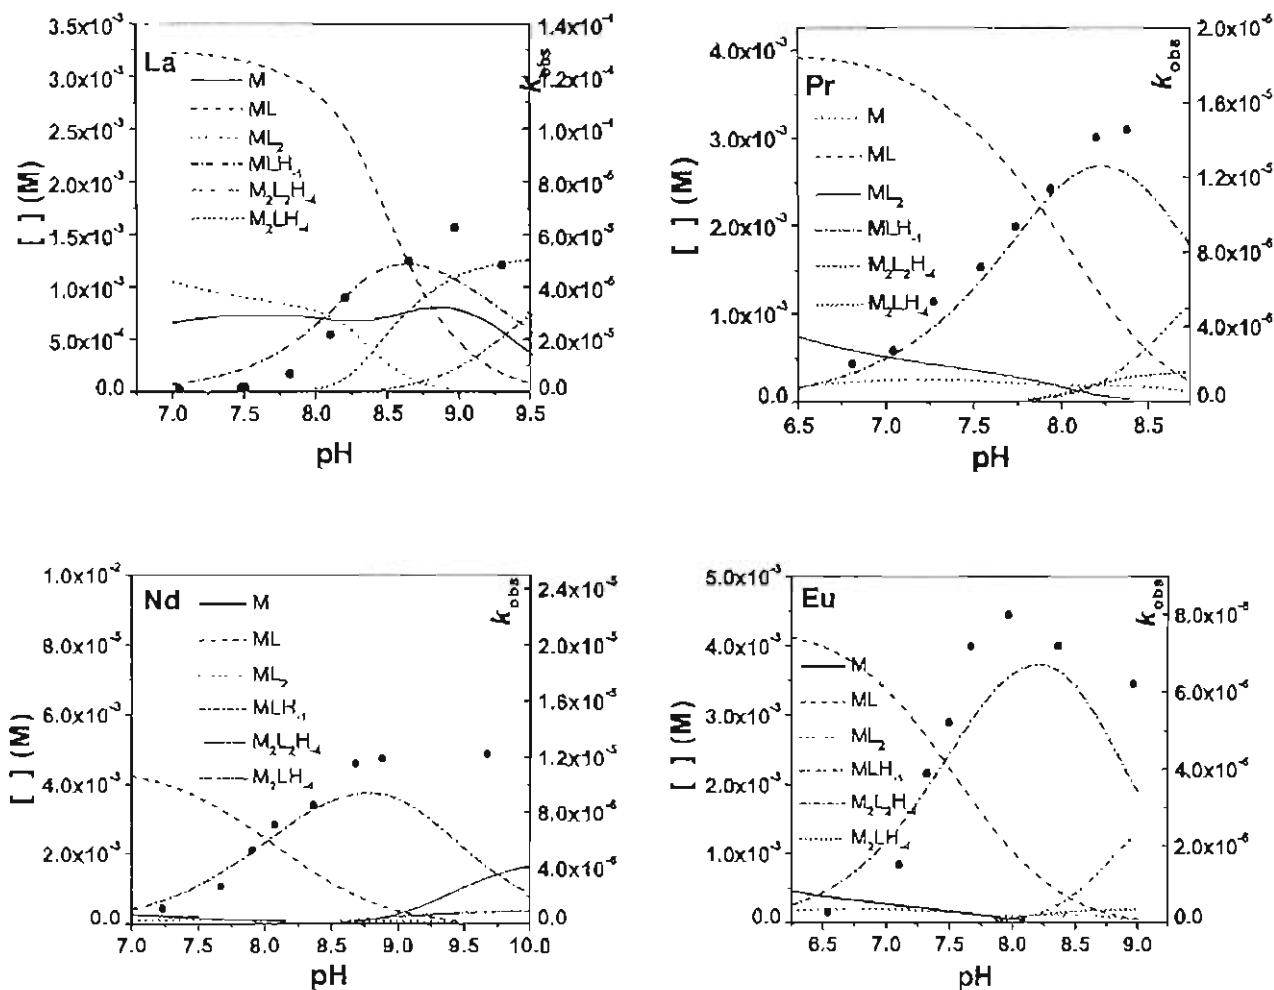 La
[ ] (M)
3.5x10⁻³
3.0x10⁻³
2.5x10⁻³
2.0x10⁻³
1.5x10⁻³
1.0x10⁻³
5.0x10⁻⁴
0.0
M
ML
ML₂
MLH₋₁
M₂L₂H₋₄
M₂LH₋₄
k_obs
1.4x10⁻⁴
1.2x10⁻⁴
1.0x10⁻⁴
8.0x10⁻⁶
6.0x10⁻⁵
4.0x10⁻⁶
2.0x10⁻⁵
0.0
7.0 7.5 8.0 8.5 9.0 9.5
pH
Pr
[ ] (M)
4.0x10⁻³
3.0x10⁻³
2.0x10⁻³
1.0x10⁻³
0.0
M
ML
ML₂
MLH₋₁
M₂L₂H₋₄
M₂LH₋₄
k_obs
2.0x10⁻⁶
1.6x10⁻⁵
1.2x10⁻⁵
8.0x10⁻⁶
4.0x10⁻⁶
0.0
6.5 7.0 7.5 8.0 8.5
pH
Nd
[ ] (M)
1.0x10⁻²
8.0x10⁻³
6.0x10⁻³
4.0x10⁻³
2.0x10⁻³
0.0
M
ML
ML₂
MLH₋₁
M₂L₂H₋₄
M₂LH₋₄
k_obs
2.4x10⁻⁵
2.0x10⁻⁵
1.6x10⁻⁵
1.2x10⁻⁵
8.0x10⁻⁶
4.0x10⁻⁶
0.0
7.0 7.5 8.0 8.5 9.0 9.5 10.0
pH
Eu
[ ] (M)
5.0x10⁻³
4.0x10⁻³
3.0x10⁻³
2.0x10⁻³
1.0x10⁻³
0.0
M
ML
ML₂
MLH₋₁
M₂L₂H₋₄
M₂LH₋₄
k_obs
8.0x10⁻⁶
6.0x10⁻⁶
4.0x10⁻⁶
2.0x10⁻⁶
0.0
6.5 7.0 7.5 8.0 8.5 9.0
pH